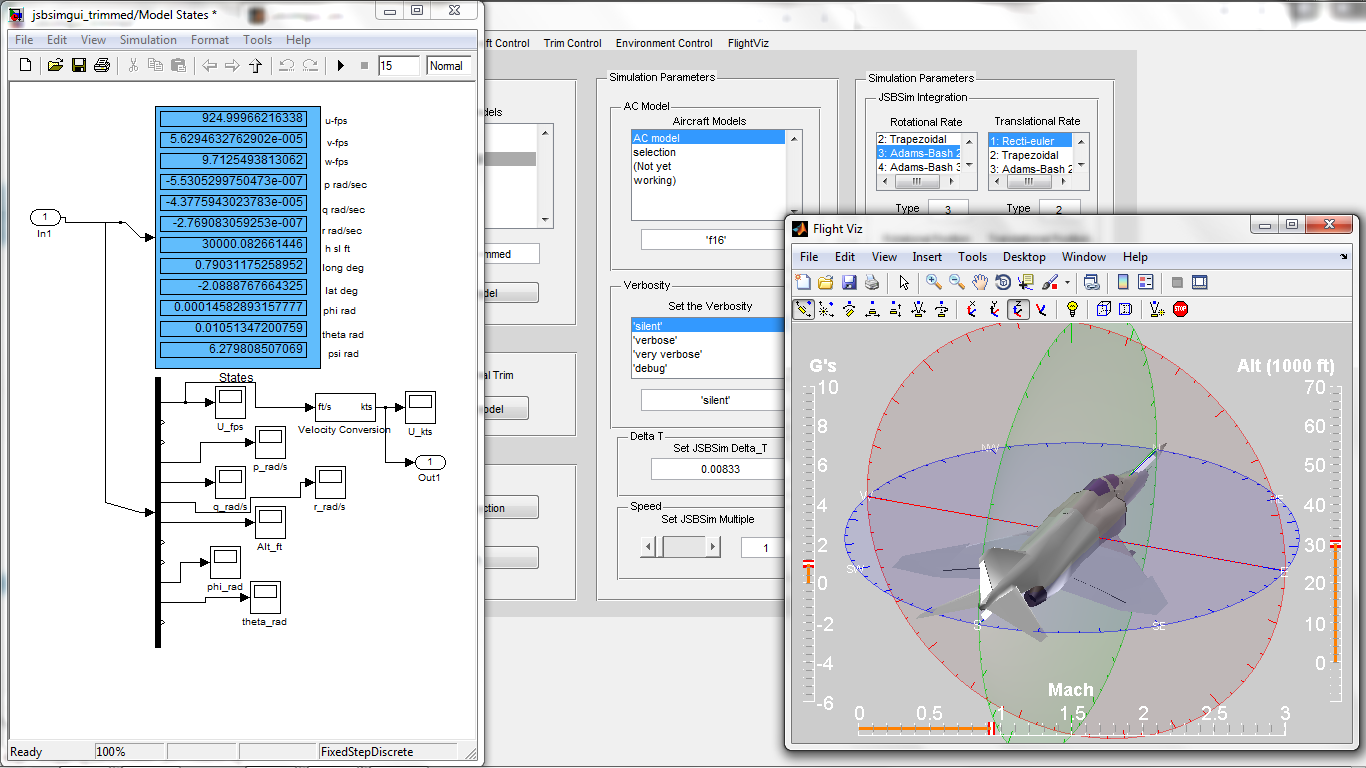 jsbsimgui_trimmed/Model States *
File Edit View Simulation Format Tools Help
15 Normal
924.99966216338 u-fps
5.6294632762902e-005 v-fps
9.7125493813062 w-fps
-5.5305299750473e-007 p rad/sec
-4.3775643023783e-005 q rad/sec
-2.769083059253e-007 r rad/sec
30000.082661446 h sl ft
0.79031175258952 long deg
-2.0888767664325 lat deg
0.00014582893157777 phi rad
0.01051347200759 theta rad
6.279808507069 psi rad
1
In1
States
U_fps
ft/s kts
Velocity Conversion
U_kts
p_rad/s
1
Out1
q_rad/s
r_rad/s
Alt_ft
phi_rad
theta_rad
Ready 100% FixedStepDiscrete
ft Control Trim Control Environment Control FlightViz
dels
mmed
del
al Trim
odel
ction
Simulation Parameters
AC Model
Aircraft Models
AC model
selection
(Not yet
working)
'f16'
Verbosity
Set the Verbosity
'silent'
'verbose'
'very verbose'
'debug'
'silent'
Delta T
Set JSBSim Delta_T
0.00833
Speed
Set JSBSim Multiple
1
Simulation Parameters
JSBSim Integration
Rotational Rate Translational Rate
2: Trapezoidal
3: Adams-Bash 2
4: Adams-Bash 3
1: Recti-euler
2: Trapezoidal
3: Adams-Bash 2
Type 3 Type 2
Flight Viz
File Edit View Insert Tools Desktop Window Help
STOP
G's
10
8
6
4
2
0
-2
-4
-6
Alt (1000 ft)
70
60
50
40
30
20
10
0
NW N
W
SW E
S SE
Mach
0 0.5 1 1.5 2 2.5 3